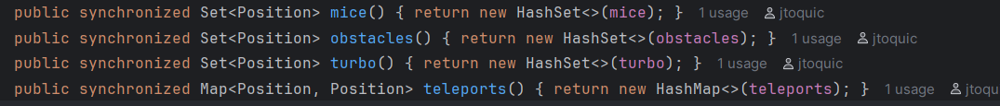 public synchronized Set<Position> mice() { return new HashSet<>(mice); } 1 usage jtoquic
public synchronized Set<Position> obstacles() { return new HashSet<>(obstacles); } 1 usage jtoquic
public synchronized Set<Position> turbo() { return new HashSet<>(turbo); } 1 usage jtoquic
public synchronized Map<Position, Position> teleports() { return new HashMap<>(teleports); } 1 usage jtoqu